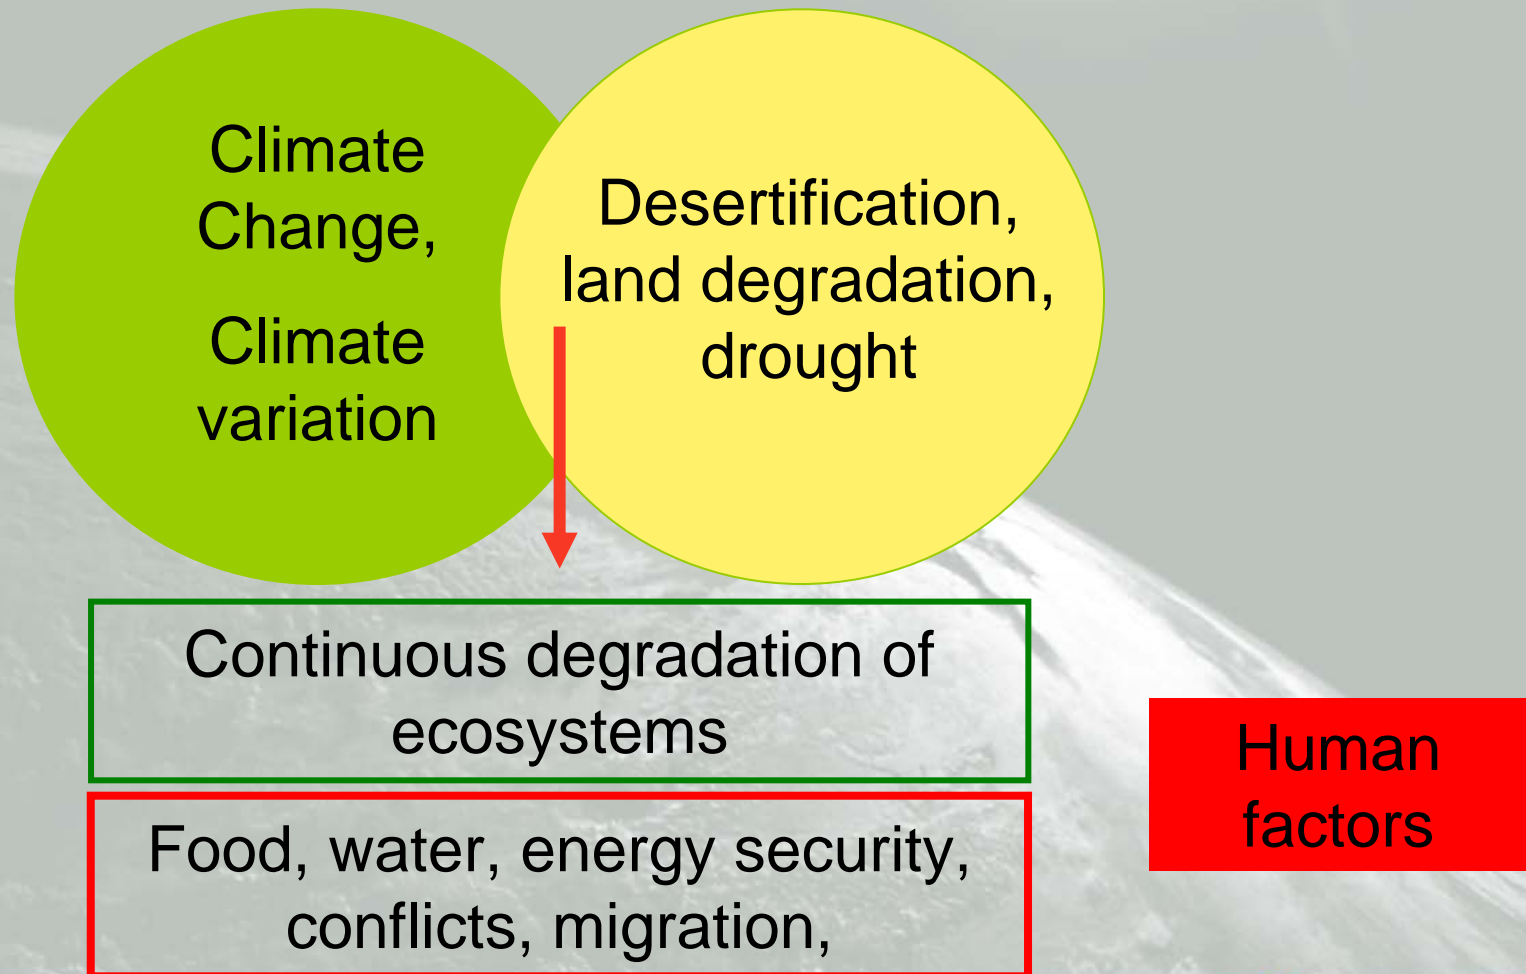 Climate
Change,
Climate
variation
Desertification,
land degradation,
drought
Continuous degradation of
ecosystems
Human
factors
Food, water, energy security,
conflicts, migration,